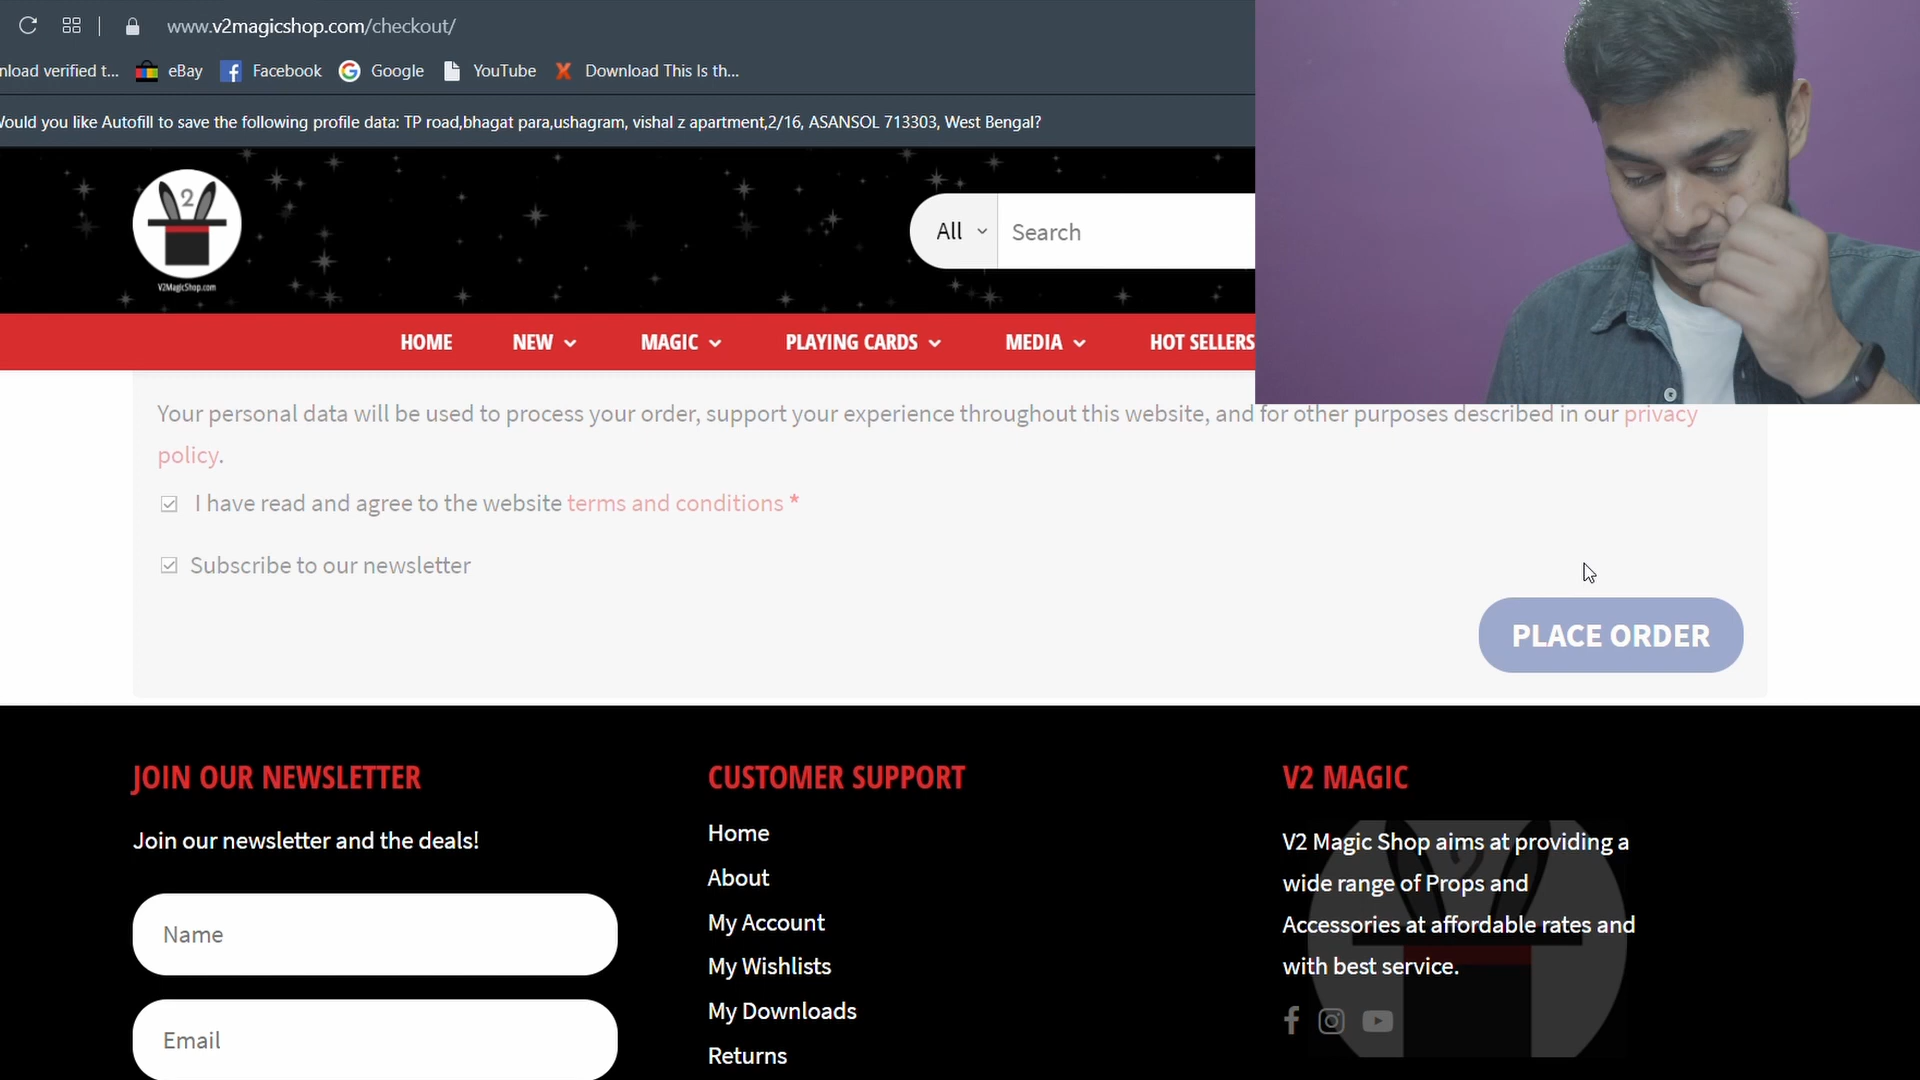 www.v2magicshop.com/checkout/
nload verified t... eBay Facebook Google YouTube Download This Is th...
Would you like Autofill to save the following profile data: TP road,bhagat para,ushagram, vishal z apartment,2/16, ASANSOL 713303, West Bengal?
2
V2MagicShop.com
All Search
HOME NEW MAGIC PLAYING CARDS MEDIA HOT SELLERS
Your personal data will be used to process your order, support your experience throughout this website, and for other purposes described in our privacy
policy.
I have read and agree to the website terms and conditions *
Subscribe to our newsletter
PLACE ORDER
JOIN OUR NEWSLETTER
Join our newsletter and the deals!
Name
Email
CUSTOMER SUPPORT
Home
About
My Account
My Wishlists
My Downloads
Returns
V2 MAGIC
V2 Magic Shop aims at providing a
wide range of Props and
Accessories at affordable rates and
with best service.